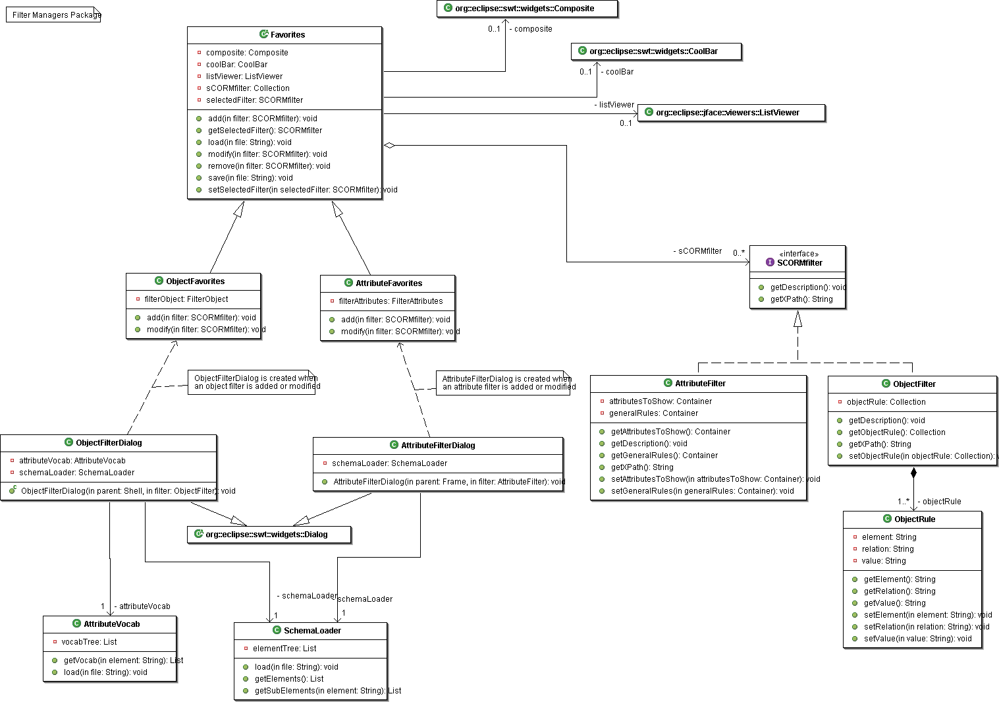 Filter Managers Package
org::eclipse::swt::widgets::Composite
0..1 - composite
Favorites
composite: Composite
coolBar: CoolBar
listViewer: ListViewer
sCORMfilter: Collection
selectedFilter: SCORMfilter
add(in filter: SCORMfilter): void
getSelectedFilter(): SCORMfilter
load(in file: String): void
modify(in filter: SCORMfilter): void
remove(in filter: SCORMfilter): void
save(in file: String): void
setSelectedFilter(in selectedFilter: SCORMfilter): void
org::eclipse::swt::widgets::CoolBar
0..1 - coolBar
- listViewer
0..1
org::eclipse::jface::viewers::ListViewer
- sCORMfilter 0..*
«interface»
SCORMfilter
getDescription(): void
getXPath(): String
ObjectFavorites
filterObject: FilterObject
add(in filter: SCORMfilter): void
modify(in filter: SCORMfilter): void
AttributeFavorites
filterAttributes: FilterAttributes
add(in filter: SCORMfilter): void
modify(in filter: SCORMfilter): void
ObjectFilterDialog is created when
an object filter is added or modified
AttributeFilterDialog is created when
an attribute filter is added or modified
AttributeFilter
attributesToShow: Container
generalRules: Container
getAttributesToShow(): Container
getDescription(): void
getGeneralRules(): Container
getXPath(): String
setAttributesToShow(in attributesToShow: Container): void
setGeneralRules(in generalRules: Container): void
ObjectFilter
objectRule: Collection
getDescription(): void
getObjectRule(): Collection
getXPath(): String
setObjectRule(in objectRule: Collection):
ObjectFilterDialog
attributeVocab: AttributeVocab
schemaLoader: SchemaLoader
ObjectFilterDialog(in parent: Shell, in filter: ObjectFilter): void
AttributeFilterDialog
schemaLoader: SchemaLoader
AttributeFilterDialog(in parent: Frame, in filter: AttributeFilter): void
org::eclipse::swt::widgets::Dialog
1..* - objectRule
ObjectRule
element: String
relation: String
value: String
getElement(): String
getRelation(): String
getValue(): String
setElement(in element: String): void
setRelation(in relation: String): void
setValue(in value: String): void
1 - attributeVocab
- schemaLoader
1
- schemaLoader
1
AttributeVocab
vocabTree: List
getVocab(in element: String): List
load(in file: String): void
SchemaLoader
elementTree: List
load(in file: String): void
getElements(): List
getSubElements(in element: String): List